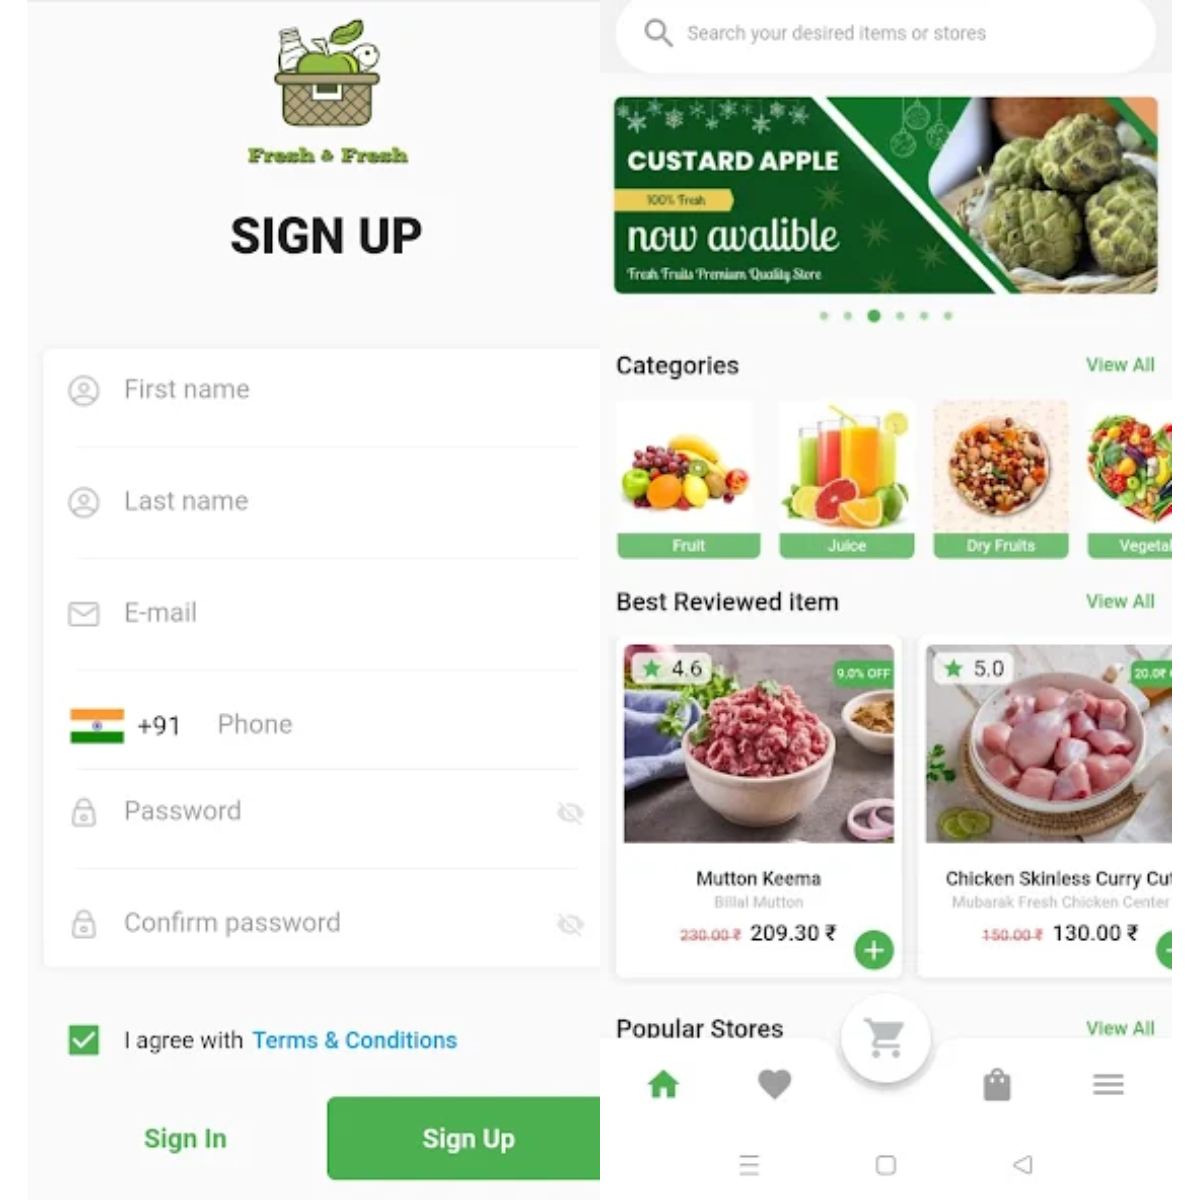 Fresh & Fresh
SIGN UP
First name
Last name
E-mail
+91 Phone
Password
Confirm password
I agree with Terms & Conditions
Sign In
Sign Up
Search your desired items or stores
CUSTARD APPLE
100% Fresh
now avalible
Fresh Fruits Premium Quality Store
Categories
View All
Fruit
Juice
Dry Fruits
Vegeta
Best Reviewed item
View All
4.6
9.0% OFF
Mutton Keema
Billal Mutton
230.00 ₹ 209.30 ₹
5.0
20.0₹
Chicken Skinless Curry Cut
Mubarak Fresh Chicken Center
150.00 ₹ 130.00 ₹
Popular Stores
View All